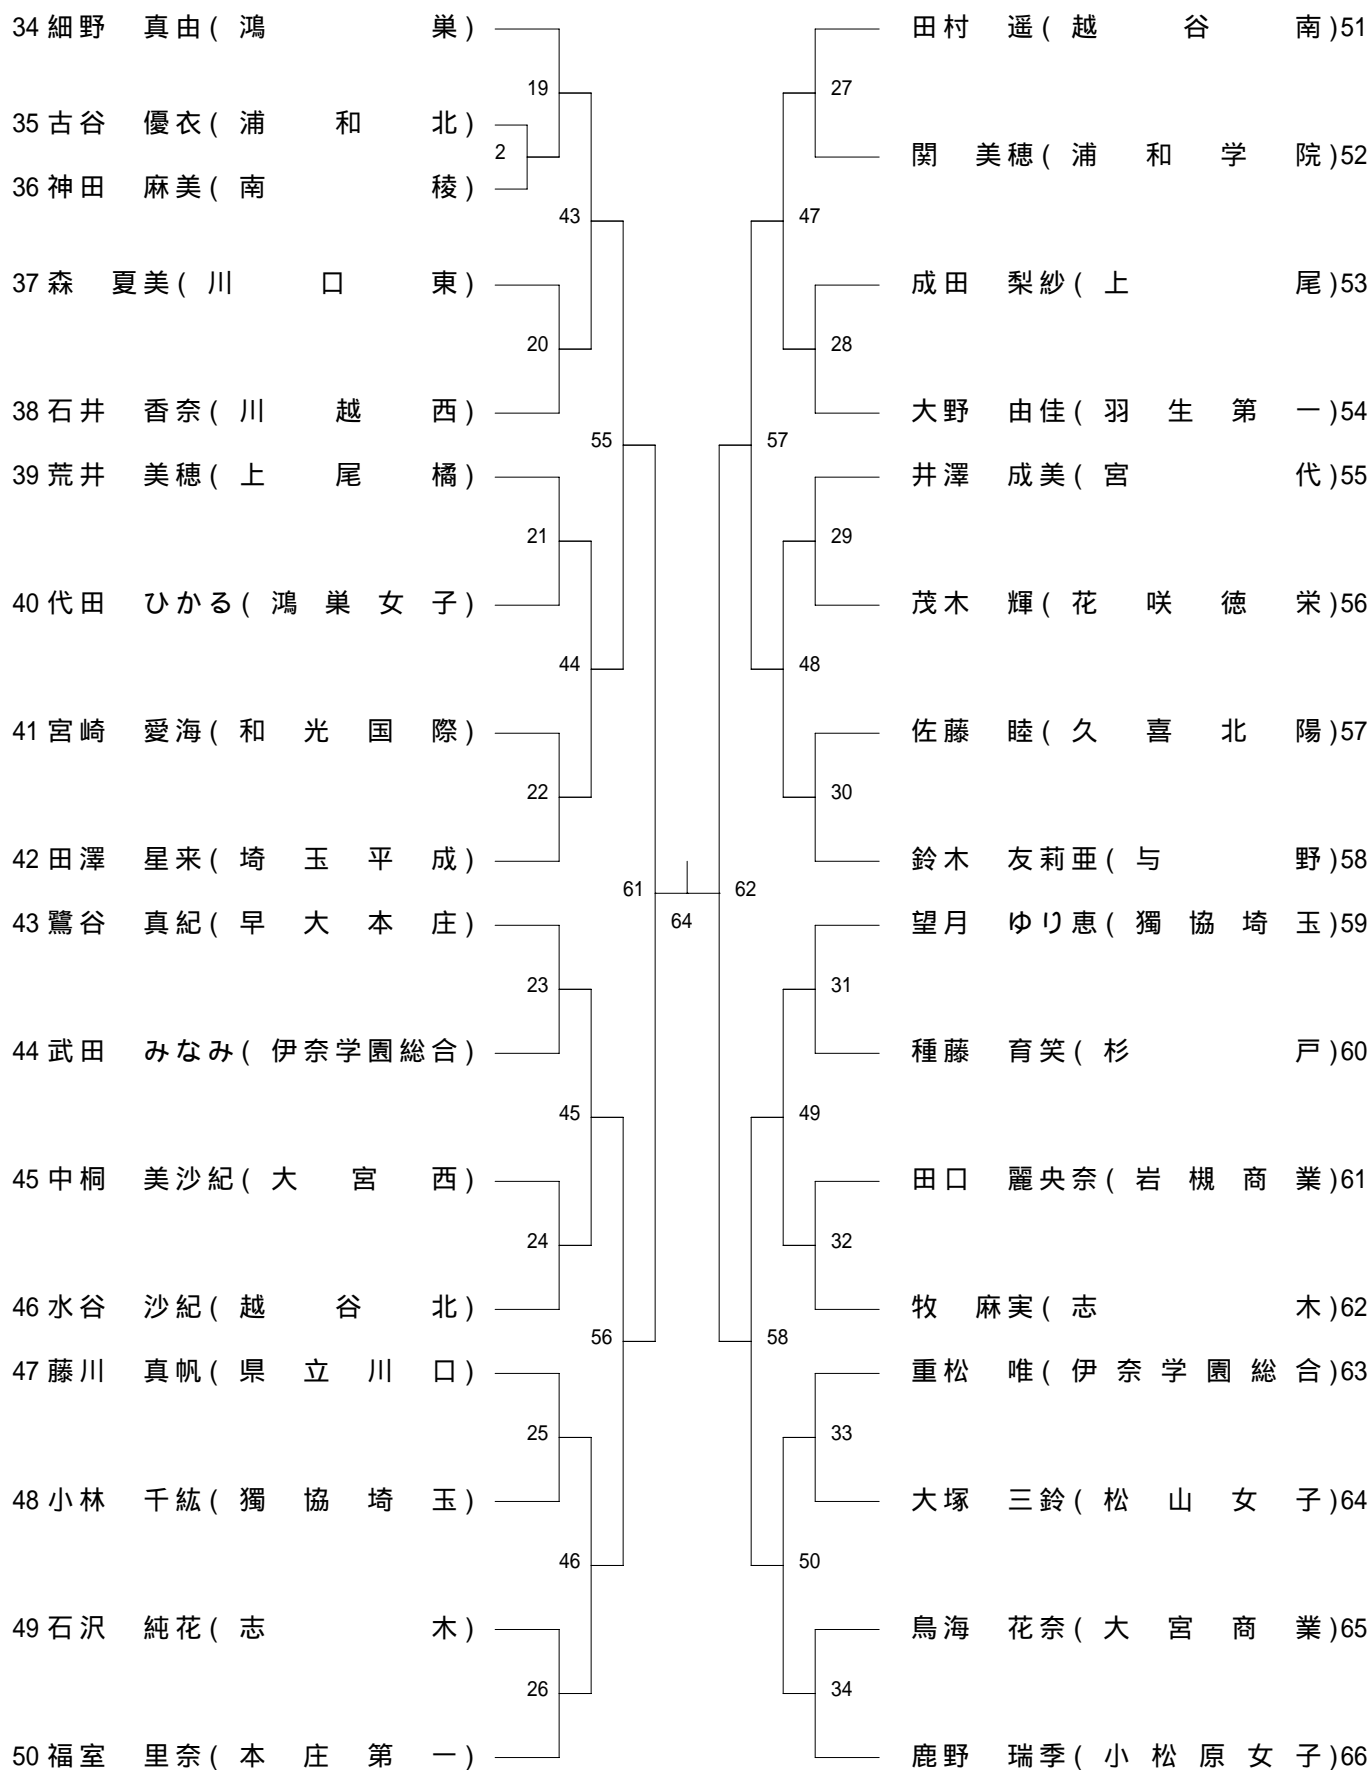 34 細野 真由(鴻巣)
19
35 古谷 優衣(浦和北)
2
36 神田 麻美(南稜)
43
37 森 夏美(川口東)
20
38 石井 香奈(川越西)
55
39 荒井 美穂(上尾橘)
21
40 代田 ひかる(鴻巣女子)
44
41 宮崎 愛海(和光国際)
22
42 田澤 星来(埼玉平成)
61
43 鷺谷 真紀(早大本庄)
23
44 武田 みなみ(伊奈学園総合)
45
45 中桐 美沙紀(大宮西)
24
46 水谷 沙紀(越谷北)
56
47 藤川 真帆(県立川口)
25
48 小林 千紘(獨協埼玉)
46
49 石沢 純花(志木)
26
50 福室 里奈(本庄第一)
64
田村 遥(越谷南)51
27
関 美穂(浦和学院)52
47
成田 梨紗(上尾)53
28
大野 由佳(羽生第一)54
57
井澤 成美(宮代)55
29
茂木 輝(花咲徳栄)56
48
佐藤 睦(久喜北陽)57
30
鈴木 友莉亜(与野)58
62
望月 ゆり恵(獨協埼玉)59
31
種藤 育笑(杉戸)60
49
田口 麗央奈(岩槻商業)61
32
牧 麻実(志木)62
58
重松 唯(伊奈学園総合)63
33
大塚 三鈴(松山女子)64
50
鳥海 花奈(大宮商業)65
34
鹿野 瑞季(小松原女子)66